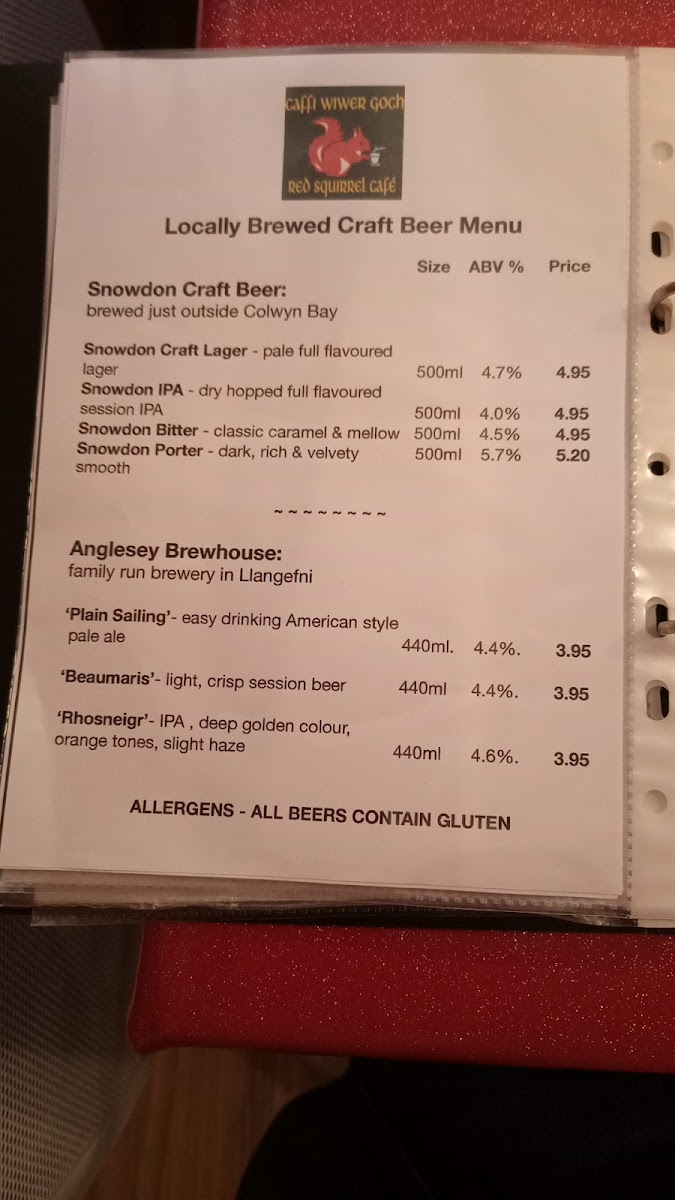 Caffi Wiwer Goch
Red Squirrel Café
Locally Brewed Craft Beer Menu
Size ABV % Price
Snowdon Craft Beer:
brewed just outside Colwyn Bay
Snowdon Craft Lager - pale full flavoured
lager 500ml 4.7% 4.95
Snowdon IPA - dry hopped full flavoured
session IPA 500ml 4.0% 4.95
Snowdon Bitter - classic caramel & mellow 500ml 4.5% 4.95
Snowdon Porter - dark, rich & velvety 500ml 5.7% 5.20
smooth
~ ~ ~ ~ ~ ~ ~ ~
Anglesey Brewhouse:
family run brewery in Llangefni
‘Plain Sailing’- easy drinking American style
pale ale 440ml. 4.4%. 3.95
‘Beaumaris’- light, crisp session beer 440ml 4.4%. 3.95
‘Rhosneigr’- IPA , deep golden colour,
orange tones, slight haze 440ml 4.6%. 3.95
ALLERGENS - ALL BEERS CONTAIN GLUTEN